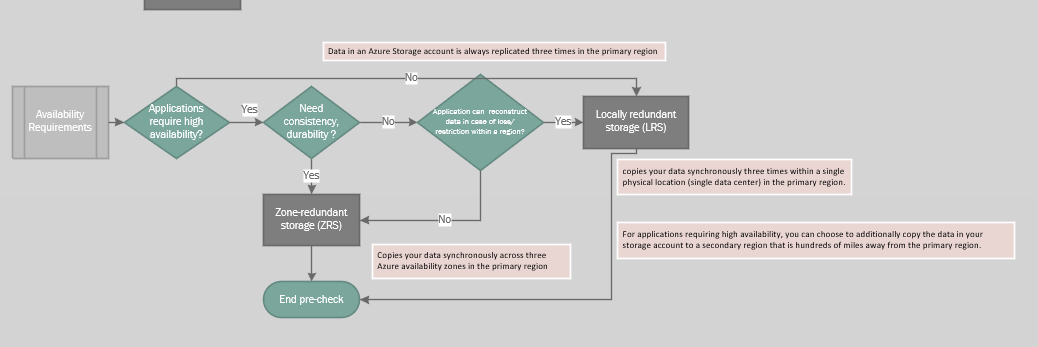 Data in an Azure Storage account is always replicated three times in the primary region
No
Availability
Requirements
Applications
require high
availability?
Yes
Need
consistency,
durability ?
No
Application can reconstruct
data in case of loss/
restriction within a region?
Yes
Locally redundant
storage (LRS)
copies your data synchronously three times within a single
physical location (single data center) in the primary region.
Yes
Zone-redundant
storage (ZRS)
No
For applications requiring high availability, you can choose to additionally copy the data in your
storage account to a secondary region that is hundreds of miles away from the primary region.
Copies your data synchronously across three
Azure availability zones in the primary region
End pre-check